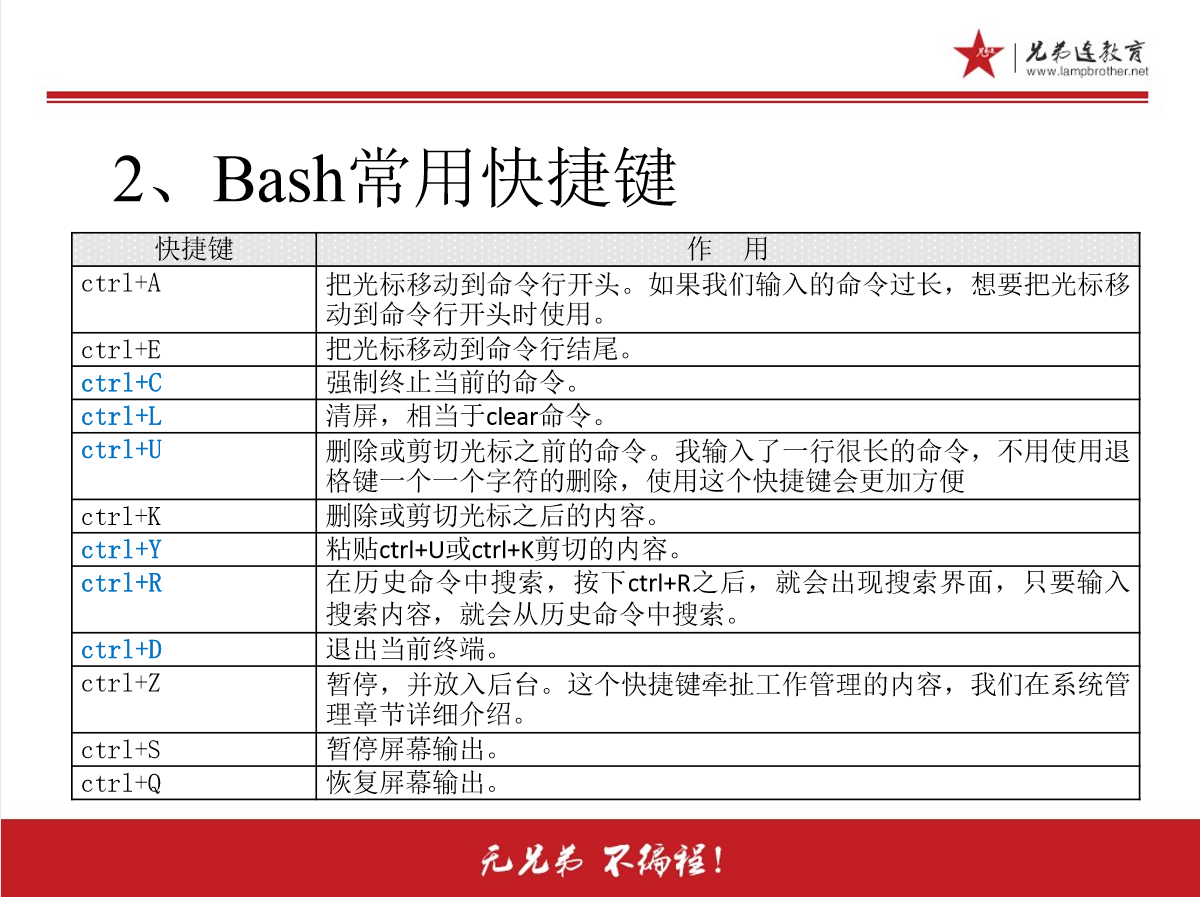 兄弟连教育
www.lampbrother.net
2、Bash常用快捷键
快捷键 作 用
ctrl+A 把光标移动到命令行开头。如果我们输入的命令过长，想要把光标移
动到命令行开头时使用。
ctrl+E 把光标移动到命令行结尾。
ctrl+C 强制终止当前的命令。
ctrl+L 清屏，相当于clear命令。
ctrl+U 删除或剪切光标之前的命令。我输入了一行很长的命令，不用使用退
格键一个一个字符的删除，使用这个快捷键会更加方便
ctrl+K 删除或剪切光标之后的内容。
ctrl+Y 粘贴ctrl+U或ctrl+K剪切的内容。
ctrl+R 在历史命令中搜索，按下ctrl+R之后，就会出现搜索界面，只要输入
搜索内容，就会从历史命令中搜索。
ctrl+D 退出当前终端。
ctrl+Z 暂停，并放入后台。这个快捷键牵扯工作管理的内容，我们在系统管
理章节详细介绍。
ctrl+S 暂停屏幕输出。
ctrl+Q 恢复屏幕输出。
无兄弟 不编程！